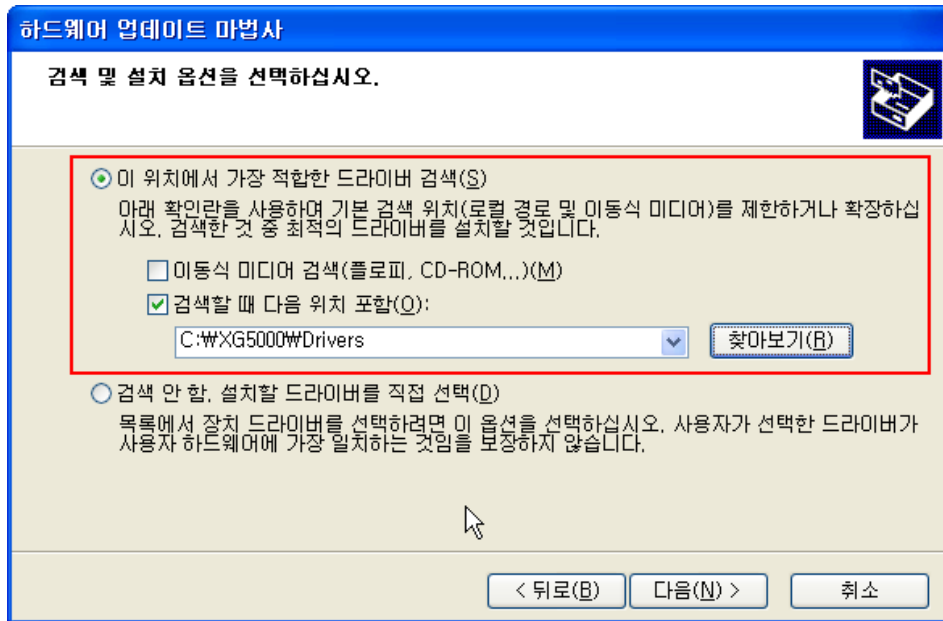 하드웨어 업데이트 마법사
검색 및 설치 옵션을 선택하십시오.
이 위치에서 가장 적합한 드라이버 검색(S)
아래 확인란을 사용하여 기본 검색 위치(로컬 경로 및 이동식 미디어)를 제한하거나 확장하십
시오. 검색한 것 중 최적의 드라이버를 설치할 것입니다.
이동식 미디어 검색(플로피, CD-ROM...)(M)
검색할 때 다음 위치 포함(O):
C:₩XG5000₩Drivers
찾아보기(R)
검색 안 함. 설치할 드라이버를 직접 선택(D)
목록에서 장치 드라이버를 선택하려면 이 옵션을 선택하십시오. 사용자가 선택한 드라이버가
사용자 하드웨어에 가장 일치하는 것임을 보장하지 않습니다.
< 뒤로(B)
다음(N) >
취소